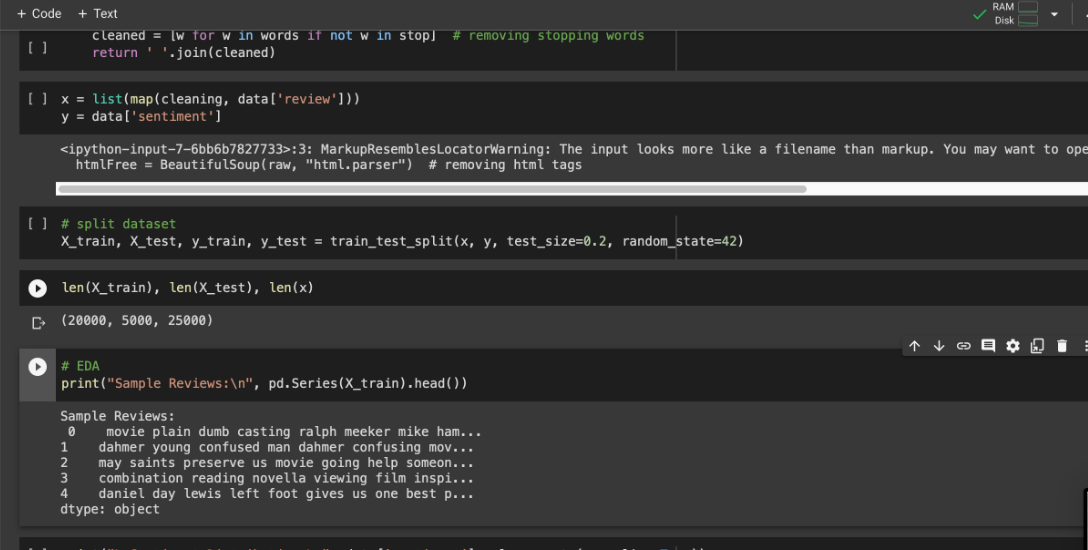 + Code + Text
RAM
Disk
cleaned = [w for w in words if not w in stop]  # removing stopping words
[ ] return ' '.join(cleaned)
[ ] x = list(map(cleaning, data['review']))
y = data['sentiment']
<ipython-input-7-6bb6b7827733>:3: MarkupResemblesLocatorWarning: The input looks more like a filename than markup. You may want to ope
htmlFree = BeautifulSoup(raw, "html.parser")  # removing html tags
[ ] # split dataset
X_train, X_test, y_train, y_test = train_test_split(x, y, test_size=0.2, random_state=42)
len(X_train), len(X_test), len(x)
(20000, 5000, 25000)
# EDA
print("Sample Reviews:\n", pd.Series(X_train).head())
Sample Reviews:
0    movie plain dumb casting ralph meeker mike ham...
1    dahmer young confused man dahmer confusing mov...
2    may saints preserve us movie going help someon...
3    combination reading novella viewing film inspi...
4    daniel day lewis left foot gives us one best p...
dtype: object